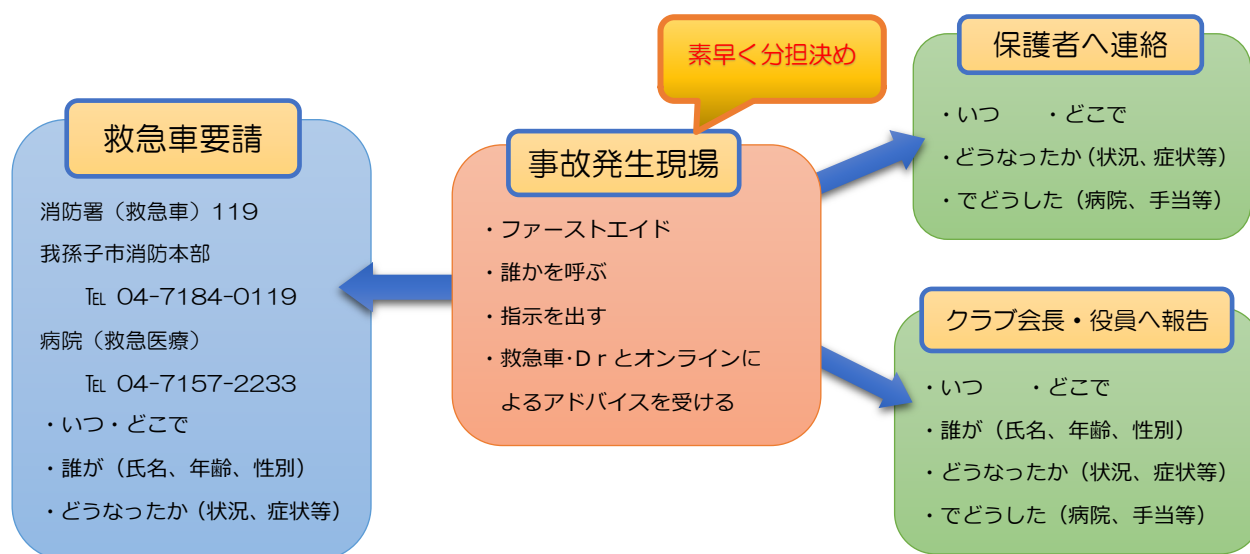 素早く分担決め
保護者へ連絡
・いつ　　・どこで
・どうなったか（状況、症状等）
・でどうした（病院、手当等）
救急車要請
消防署（救急車）119
我孫子市消防本部
℡ 04-7184-0119
病院（救急医療）
℡ 04-7157-2233
・いつ・どこで
・誰が（氏名、年齢、性別）
・どうなったか（状況、症状等）
事故発生現場
・ファーストエイド
・誰かを呼ぶ
・指示を出す
・救急車･Ｄｒとオンラインに
よるアドバイスを受ける
クラブ会長・役員へ報告
・いつ　　・どこで
・誰が（氏名、年齢、性別）
・どうなったか（状況、症状等）
・でどうした（病院、手当等）